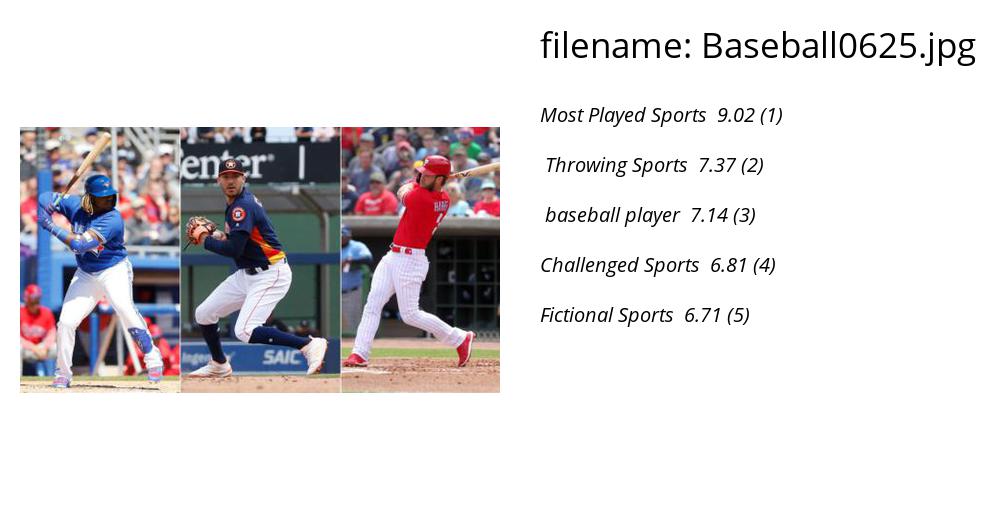 filename: Baseball0625.jpg
Most Played Sports 9.02 (1)
Throwing Sports 7.37 (2)
baseball player 7.14 (3)
Challenged Sports 6.81 (4)
Fictional Sports 6.71 (5)
enter
SAIC